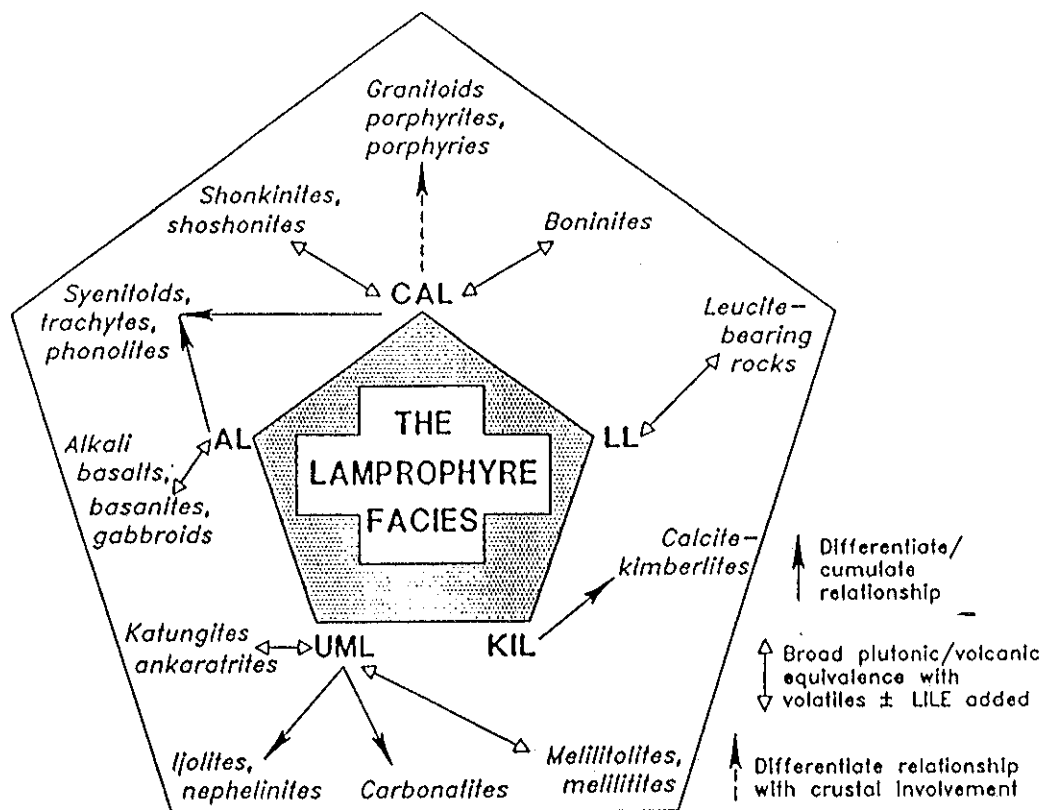 Granitoids
porphyrites,
porphyries
Shonkinites,
shoshonites
Boninites
CAL
Syenitoids,
trachytes,
phonolites
Leucite-
bearing
rocks
AL
THE
LAMPROPHYRE
FACIES
LL
Alkali
basalts,
basanites,
gabbroids
Calcite-
kimberlites
Katungites
ankaratrites
UML
KIL
Ijolites,
nephelinites
Carbonalites
Melilitolites,
melilitites
Differentiate/
cumulate
relationship
Broad plutonic/volcanic
equivalence with
volatiles ± LILE added
Differentiate relationship
with crustal involvement